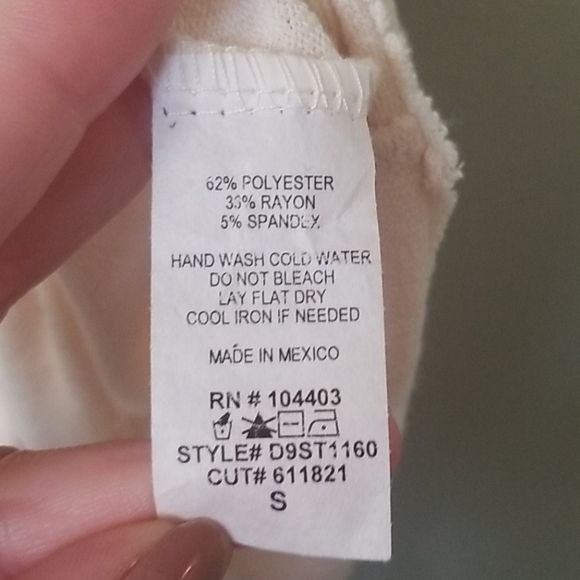 62% POLYESTER
33% RAYON
5% SPANDEX
HAND WASH COLD WATER
DO NOT BLEACH
LAY FLAT DRY
COOL IRON IF NEEDED
MADE IN MEXICO
RN # 104403
STYLE# D9ST1160
CUT# 611821
S